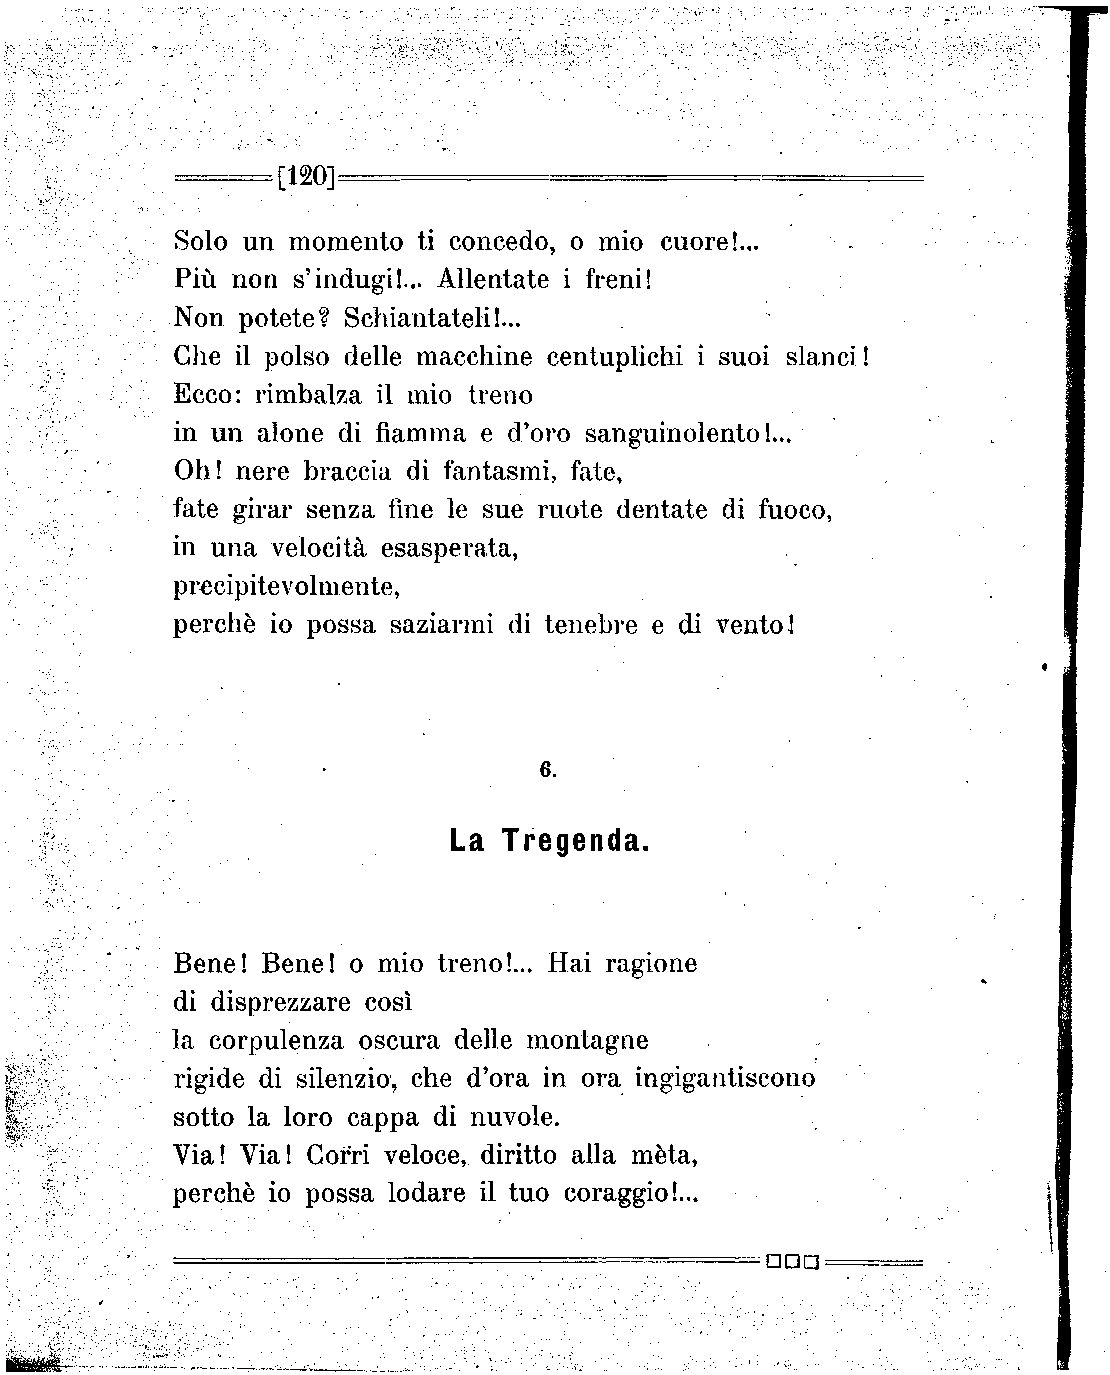 [120]
Solo un momento ti concedo, o mio cuore!...
Più non s'indugi!... Allentate i freni!
Non potete? Schiantateli!...
Che il polso delle macchine centuplichi i suoi slanci!
Ecco: rimbalza il mio treno
in un alone di fiamma e d'oro sanguinolento!...
Oh! nere braccia di fantasmi, fate,
fate girar senza fine le sue ruote dentate di fuoco,
in una velocità esasperata,
precipitevolmente,
perchè io possa saziarmi di tenebre e di vento!
6.
La Tregenda.
Bene! Bene! o mio treno!... Hai ragione
di disprezzare così
la corpulenza oscura delle montagne
rigide di silenzio, che d'ora in ora ingigantiscono
sotto la loro cappa di nuvole.
Via! Via! Corri veloce, diritto alla mèta,
perchè io possa lodare il tuo coraggio!...